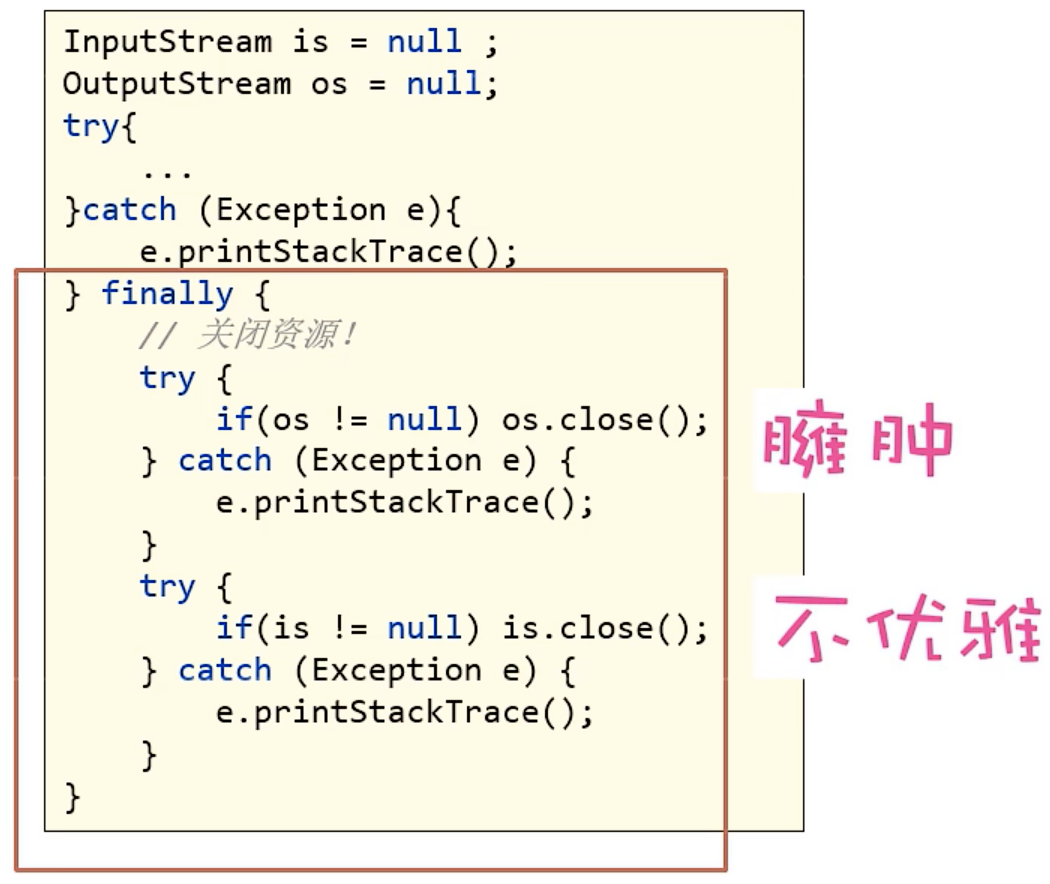 InputStream is = null ;
OutputStream os = null;
try{
    ...
}catch (Exception e){
    e.printStackTrace();
} finally {
    // 关闭资源!
    try {
        if(os != null) os.close();
    } catch (Exception e) {
        e.printStackTrace();
    }
    try {
        if(is != null) is.close();
    } catch (Exception e) {
        e.printStackTrace();
    }
}
臃肿
不优雅